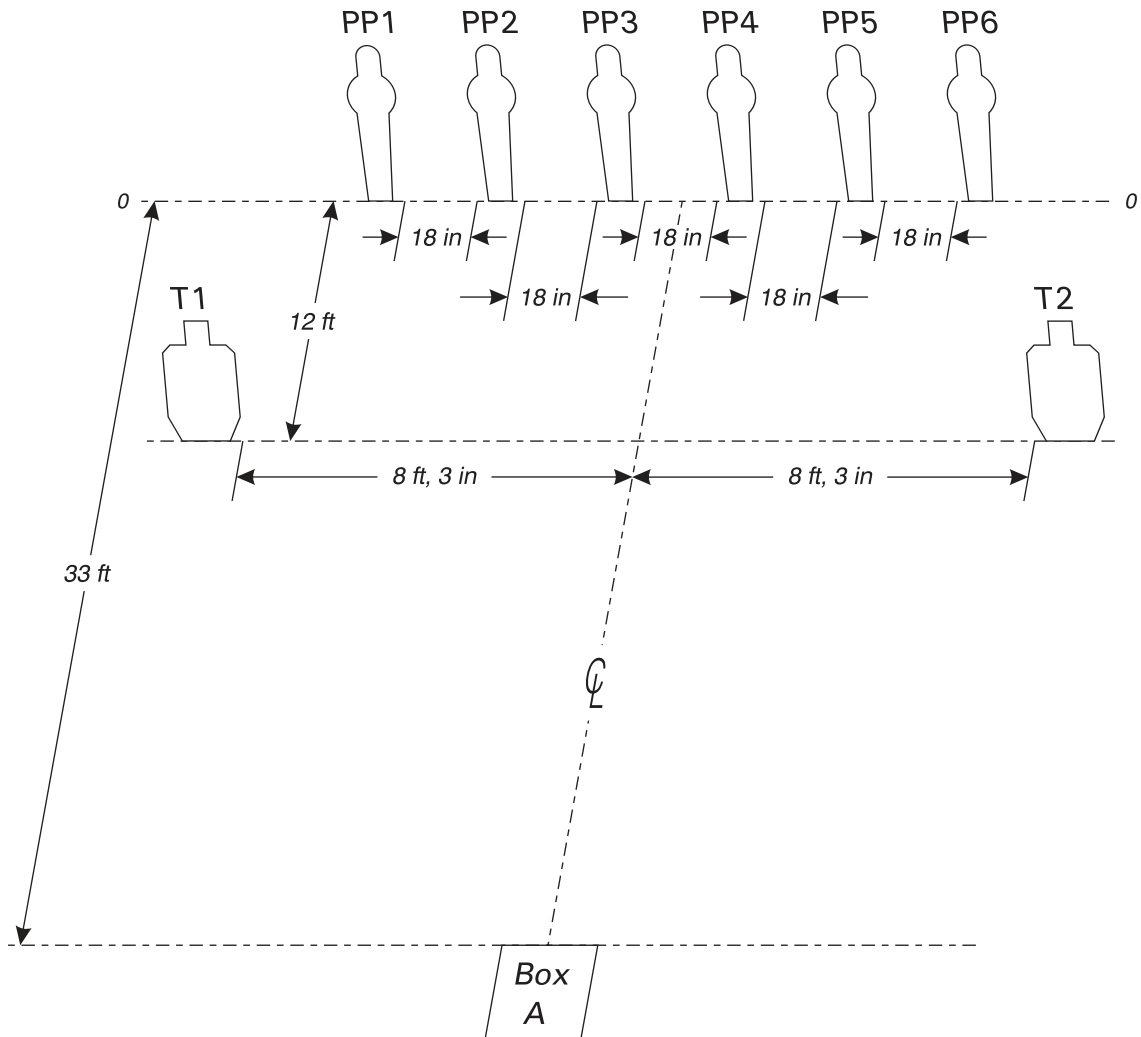 PP1 PP2 PP3 PP4 PP5 PP6
0 0
18 in 18 in 18 in
18 in 18 in
T1 T2
12 ft
8 ft, 3 in 8 ft, 3 in
33 ft
℄
Box
A